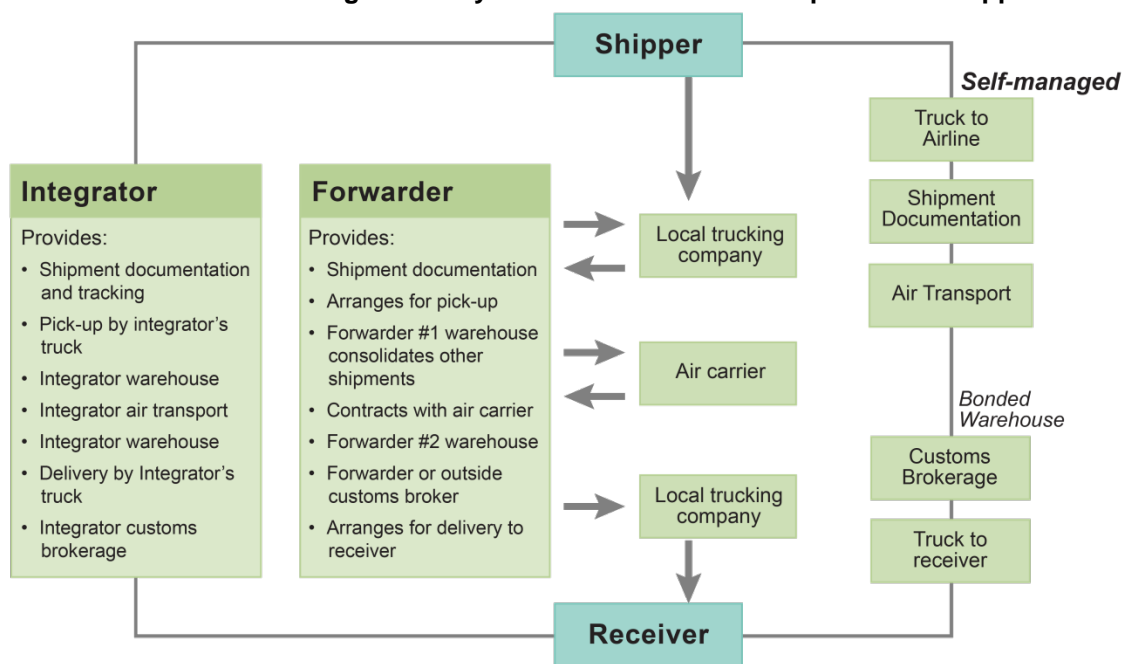 Shipper
Self-managed
Truck to
Airline
Integrator
Provides:
• Shipment documentation
and tracking
• Pick-up by integrator's
truck
• Integrator warehouse
• Integrator air transport
• Integrator warehouse
• Delivery by Integrator's
truck
• Integrator customs
brokerage
Forwarder
Provides:
• Shipment documentation
• Arranges for pick-up
• Forwarder #1 warehouse
consolidates other
shipments
• Contracts with air carrier
• Forwarder #2 warehouse
• Forwarder or outside
customs broker
• Arranges for delivery to
receiver
Local trucking
company
Air carrier
Local trucking
company
Shipment
Documentation
Air Transport
Bonded
Warehouse
Customs
Brokerage
Truck to
receiver
Receiver